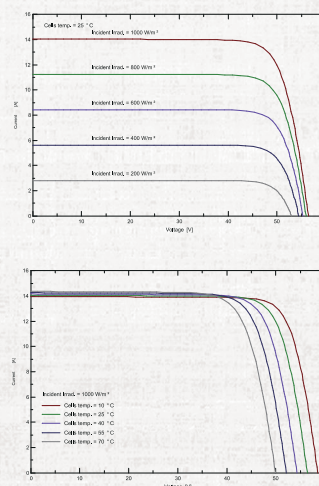 16
Cells temp. = 25 °C
Incident Irrad. = 1000 W/m²
14
12
Incident Irrad. = 800 W/m²
10
Incident Irrad. = 600 W/m²
8
6
Incident Irrad. = 400 W/m²
4
Incident Irrad. = 200 W/m²
2
0
Current [A]
0 10 20 30 40 50
Voltage [V]
16
14
12
10
8
6
Incident Irrad. = 1000 W/m²
Cells temp. = 10 °C
4
Cells temp. = 25 °C
Cells temp. = 40 °C
2
Cells temp. = 55 °C
Cells temp. = 70 °C
0
Current [A]
0 10 20 30 40 50